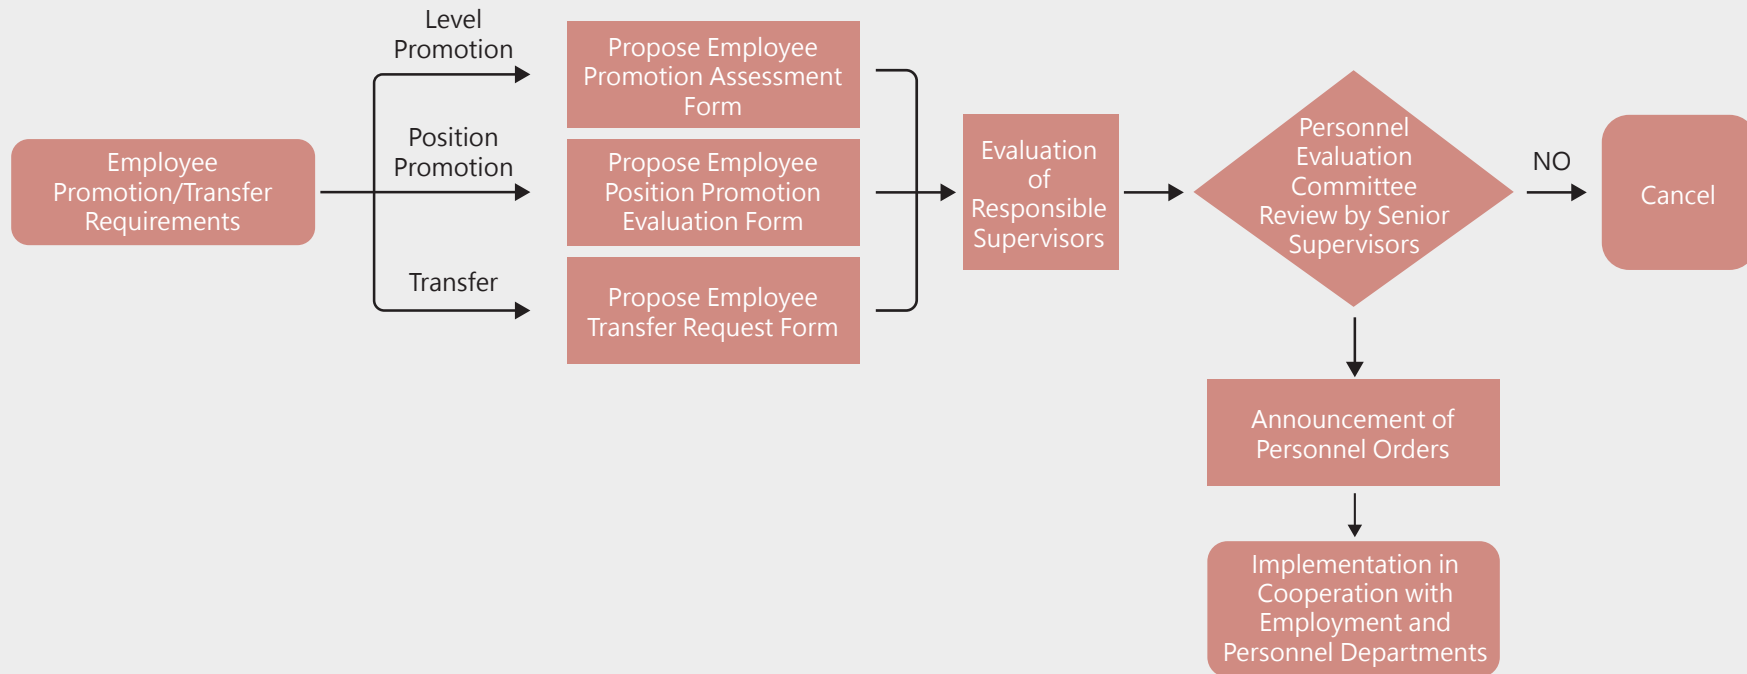 Employee
Promotion/Transfer
Requirements
Level
Promotion
Position
Promotion
Transfer
Propose Employee
Promotion Assessment
Form
Propose Employee
Position Promotion
Evaluation Form
Propose Employee
Transfer Request Form
Evaluation
of
Responsible
Supervisors
Personnel
Evaluation
Committee
Review by Senior
Supervisors
NO
Cancel
Announcement of
Personnel Orders
Implementation in
Cooperation with
Employment and
Personnel Departments